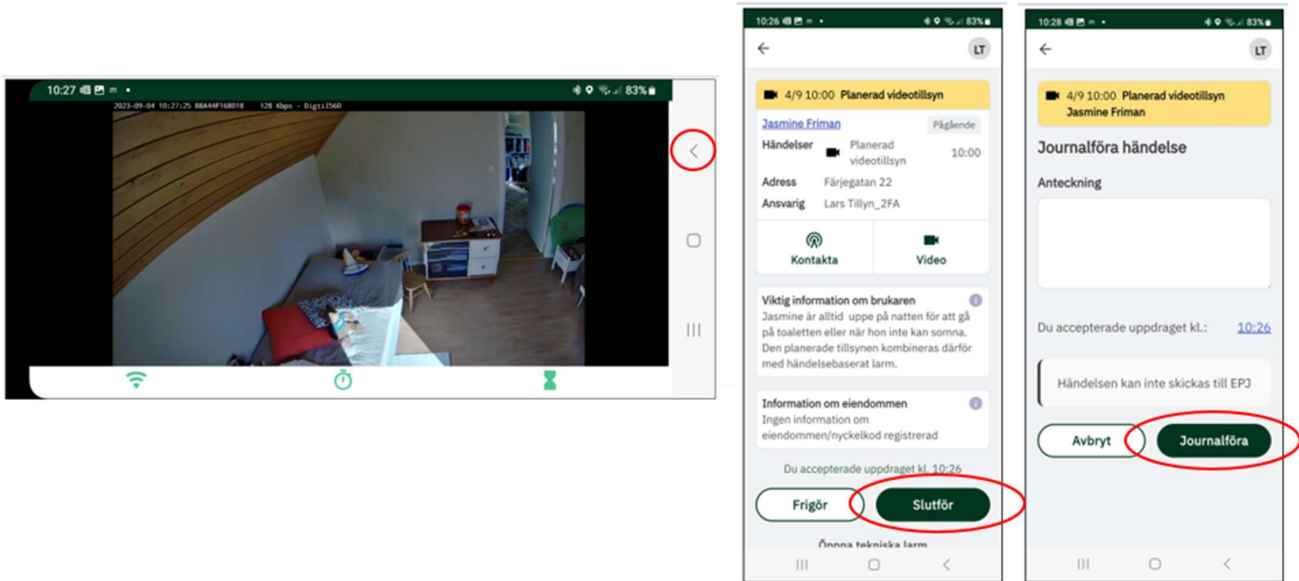 10:27
83%
2023-09-04 10:27:25 B8A44F168018 128 Kbps - Digtil560
10:26
83%
LT
4/9 10:00 Planerad videotillsyn
Jasmine Friman
Pågående
Händelser
Planerad
videotillsyn
10:00
Adress Färjegatan 22
Ansvarig Lars Tillyn_2FA
Kontakta
Video
Viktig information om brukaren
Jasmine är alltid uppe på natten för att gå
på toaletten eller när hon inte kan somna.
Den planerade tillsynen kombineras därför
med händelsebaserat larm.
Information om eiendommen
Ingen information om
eiendommen/nyckelkod registrerad
Du accepterade uppdraget kl. 10:26
Frigör
Slutför
Öppna tekniska larm
10:28
83%
LT
4/9 10:00 Planerad videotillsyn
Jasmine Friman
Journalföra händelse
Anteckning
Du accepterade uppdraget kl.: 10:26
Händelsen kan inte skickas till EPJ
Avbryt
Journalföra